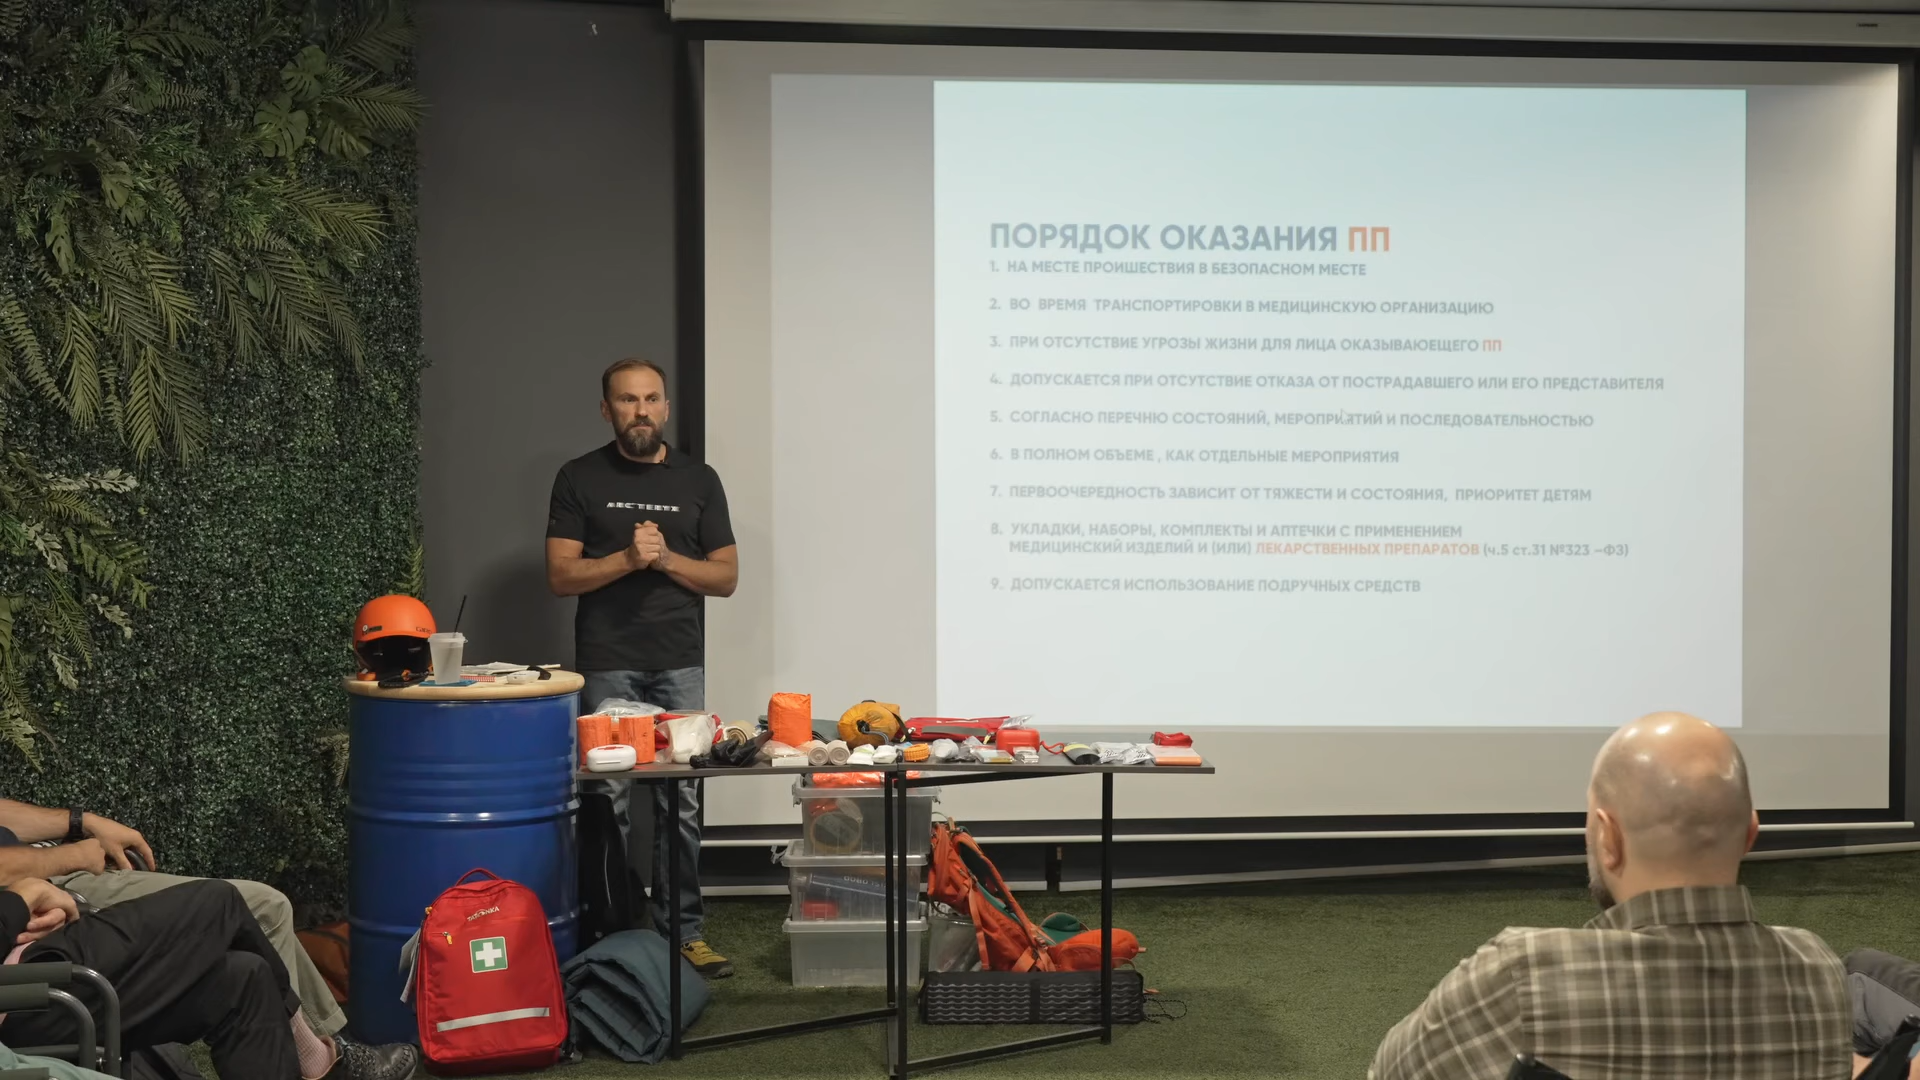 ПОРЯДОК ОКАЗАНИЯ ПП
1. НА МЕСТЕ ПРОИШЕСТВИЯ В БЕЗОПАСНОМ МЕСТЕ
2. ВО ВРЕМЯ ТРАНСПОРТИРОВКИ В МЕДИЦИНСКУЮ ОРГАНИЗАЦИЮ
3. ПРИ ОТСУТСТВИЕ УГРОЗЫ ЖИЗНИ ДЛЯ ЛИЦА ОКАЗЫВАЮЕЩЕГО ПП
4. ДОПУСКАЕТСЯ ПРИ ОТСУТСТВИЕ ОТКАЗА ОТ ПОСТРАДАВШЕГО ИЛИ ЕГО ПРЕДСТАВИТЕЛЯ
5. СОГЛАСНО ПЕРЕЧНЮ СОСТОЯНИЙ, МЕРОПРИЯТИЙ И ПОСЛЕДОВАТЕЛЬНОСТЬЮ
6. В ПОЛНОМ ОБЪЕМЕ , КАК ОТДЕЛЬНЫЕ МЕРОПРИЯТИЯ
7. ПЕРВООЧЕРЕДНОСТЬ ЗАВИСИТ ОТ ТЯЖЕСТИ И СОСТОЯНИЯ, ПРИОРИТЕТ ДЕТЯМ
8. УКЛАДКИ, НАБОРЫ, КОМПЛЕКТЫ И АПТЕЧКИ С ПРИМЕНЕНИЕМ
МЕДИЦИНСКИЙ ИЗДЕЛИЙ И (ИЛИ) ЛЕКАРСТВЕННЫХ ПРЕПАРАТОВ (ч.5 ст.31 №323 –ФЗ)
9. ДОПУСКАЕТСЯ ИСПОЛЬЗОВАНИЕ ПОДРУЧНЫХ СРЕДСТВ
ARC'TERYX
TATONKA